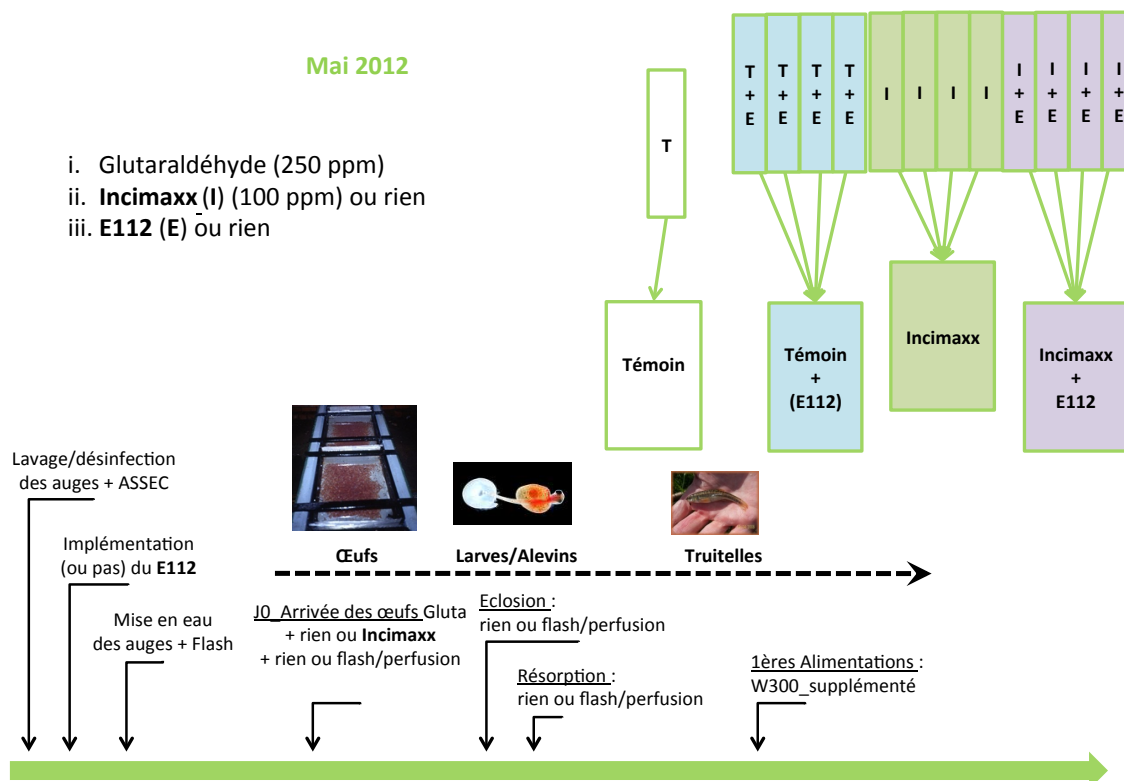 Mai 2012
i. Glutaraldéhyde (250 ppm)
ii. Incimaxx (I) (100 ppm) ou rien
iii. E112 (E) ou rien
T
T
+
E
T
+
E
T
+
E
T
+
E
I
I
I
I
I
+
E
I
+
E
I
+
E
I
+
E
Témoin
Témoin
+
(E112)
Incimaxx
Incimaxx
+
E112
Lavage/désinfection
des auges + ASSEC
Implémentation
(ou pas) du E112
Mise en eau
des auges + Flash
Œufs
Larves/Alevins
Truitelles
J0_Arrivée des œufs Gluta
+ rien ou Incimaxx
+ rien ou flash/perfusion
Eclosion :
rien ou flash/perfusion
Résorption :
rien ou flash/perfusion
1ères Alimentations :
W300_supplémenté